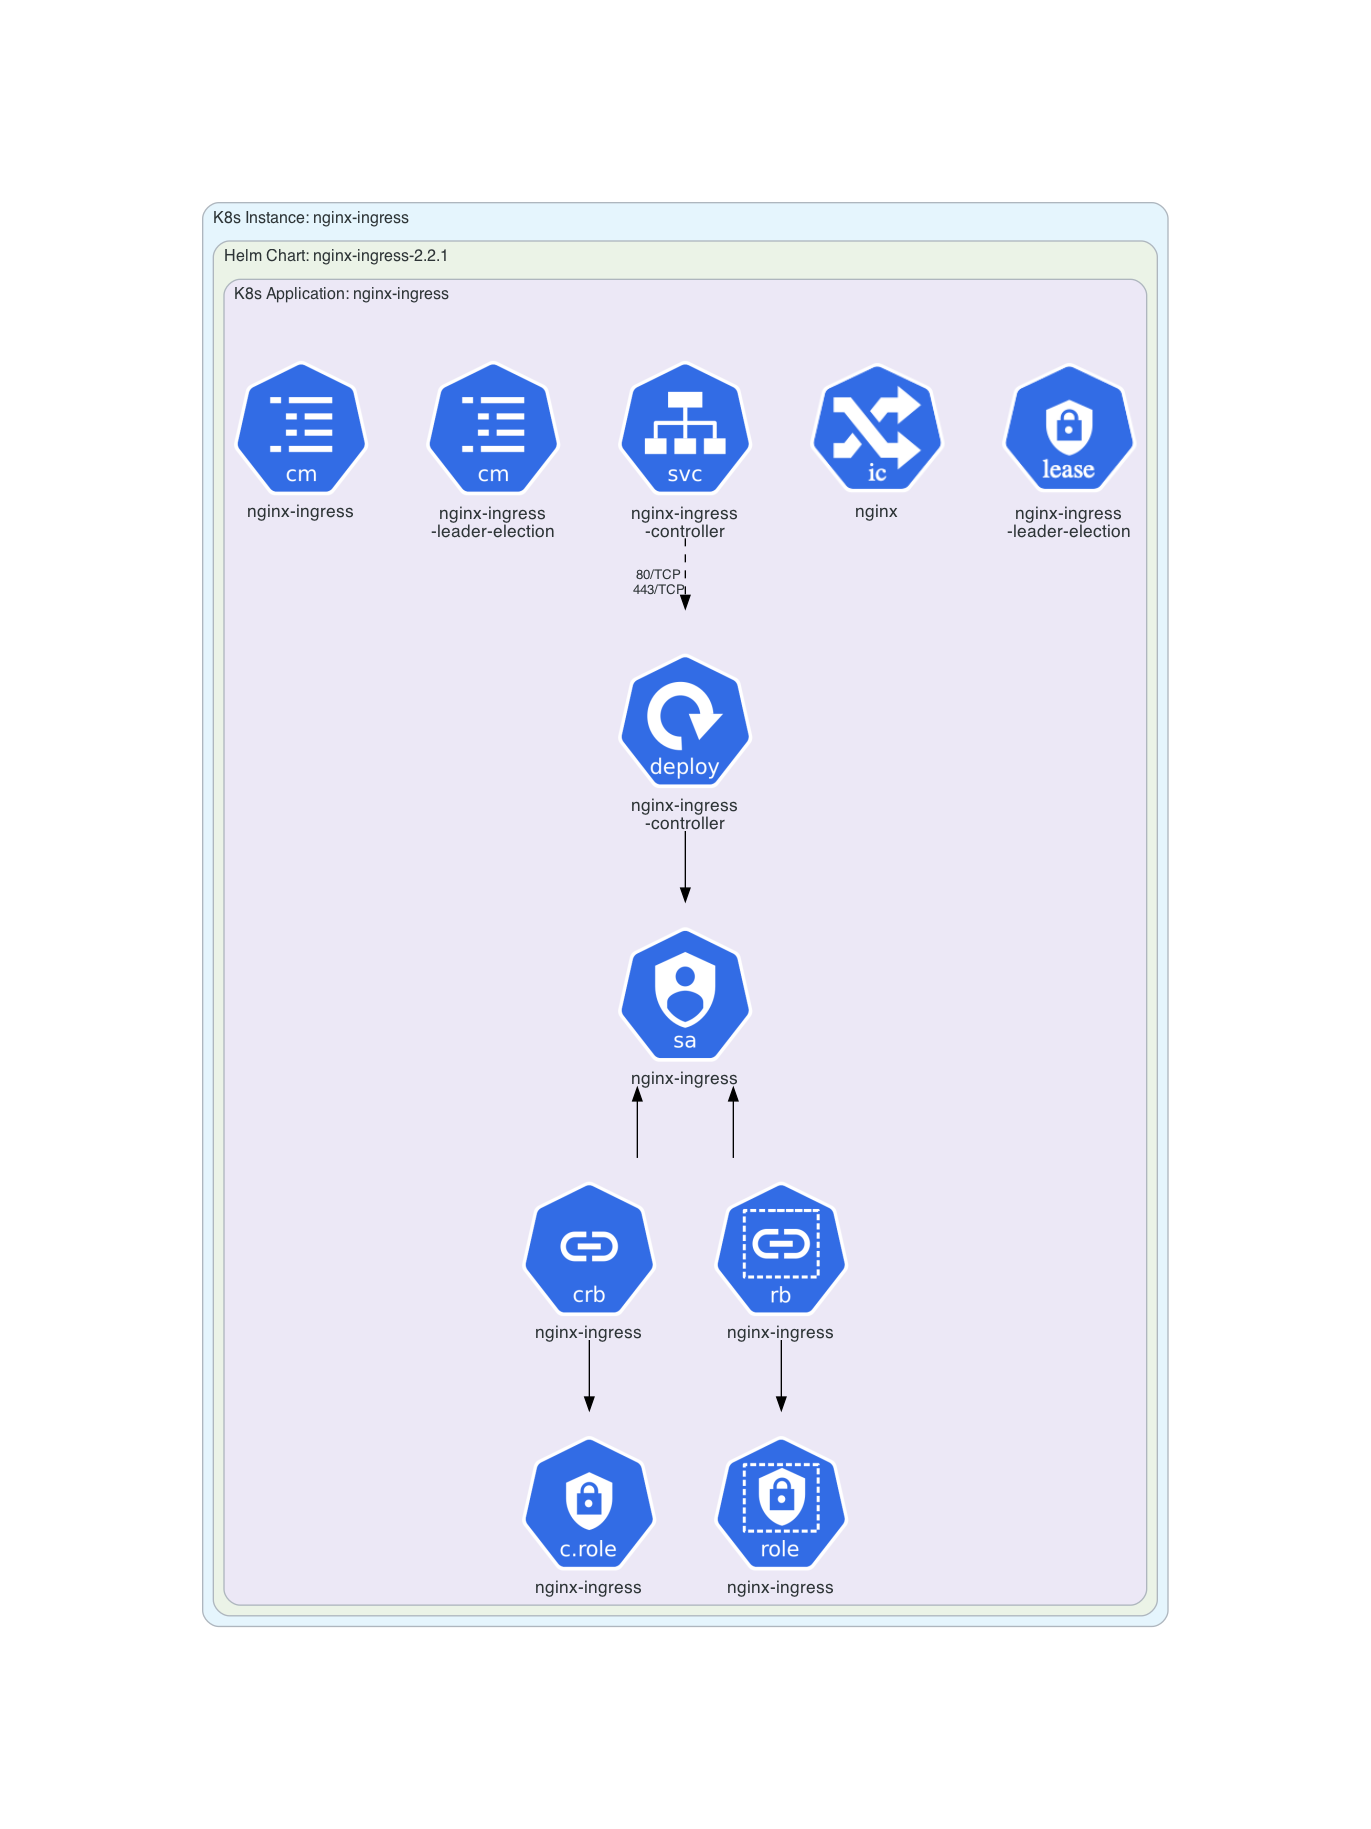 K8s Instance: nginx-ingress
Helm Chart: nginx-ingress-2.2.1
K8s Application: nginx-ingress
cm
nginx-ingress
cm
nginx-ingress
-leader-election
svc
nginx-ingress
-controller
ic
nginx
lease
nginx-ingress
-leader-election
80/TCP
443/TCP
deploy
nginx-ingress
-controller
sa
nginx-ingress
crb
nginx-ingress
rb
nginx-ingress
c.role
nginx-ingress
role
nginx-ingress